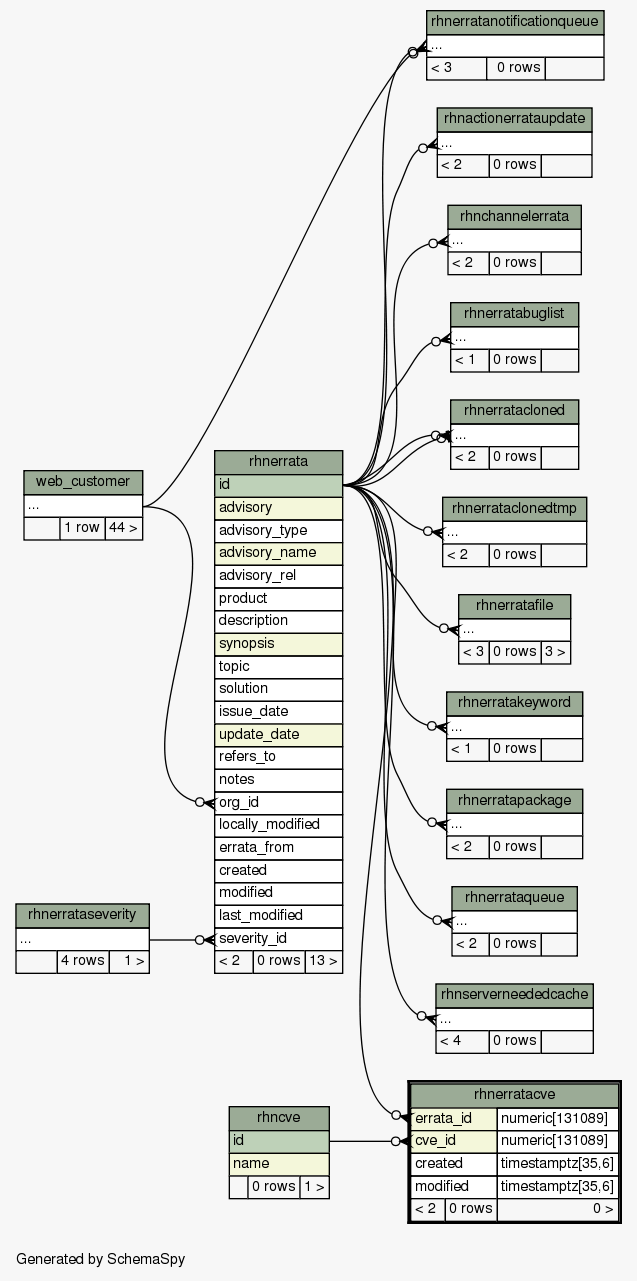 rhnerratanotificationqueue
...
< 3 0 rows
rhnactionerrataupdate
...
< 2 0 rows
rhnchannelerrata
...
< 2 0 rows
rhnerratabuglist
...
< 1 0 rows
rhnerratacloned
...
< 2 0 rows
rhnerrataclonedtmp
...
< 2 0 rows
rhnerratafile
...
< 3 0 rows 3 >
rhnerratakeyword
...
< 1 0 rows
rhnerratapackage
...
< 2 0 rows
rhnerrataqueue
...
< 2 0 rows
rhnserverneededcache
...
< 4 0 rows
web_customer
...
1 row 44 >
rhnerrata
id
advisory
advisory_type
advisory_name
advisory_rel
product
description
synopsis
topic
solution
issue_date
update_date
refers_to
notes
org_id
locally_modified
errata_from
created
modified
last_modified
severity_id
< 2 0 rows 13 >
rhnerrataseverity
...
4 rows 1 >
rhncve
id
name
0 rows 1 >
rhnerratacve
errata_id numeric[131089]
cve_id numeric[131089]
created timestamptz[35,6]
modified timestamptz[35,6]
< 2 0 rows 0 >
Generated by SchemaSpy